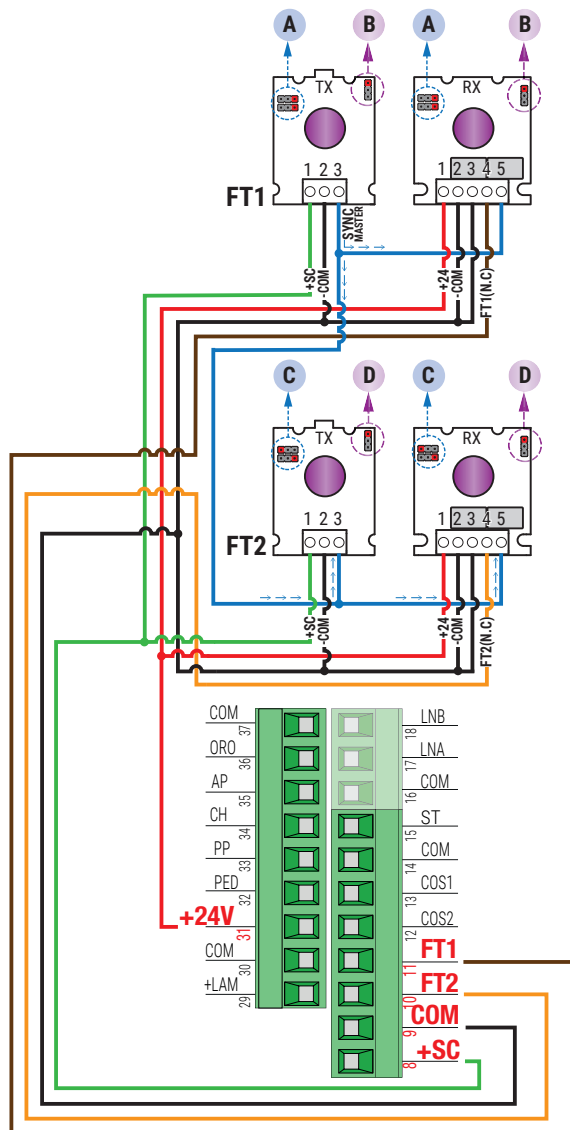 A B A B
TX RX
1 2 3 1 2 3 4 5
FT1
SYNC
MASTER
+SC -COM +24 -COM FT1(N.C)
C D C D
TX RX
1 2 3 1 2 3 4 5
FT2
+SC -COM +24 -COM FT2(N.C)
COM 37 18 LNB
ORO 36 17 LNA
AP 35 16 COM
CH 34 15 ST
PP 33 14 COM
PED 32 13 COS1
+24V 31 12 COS2
COM 30 11 FT1
+LAM 29 10 FT2
9 COM
8 +SC